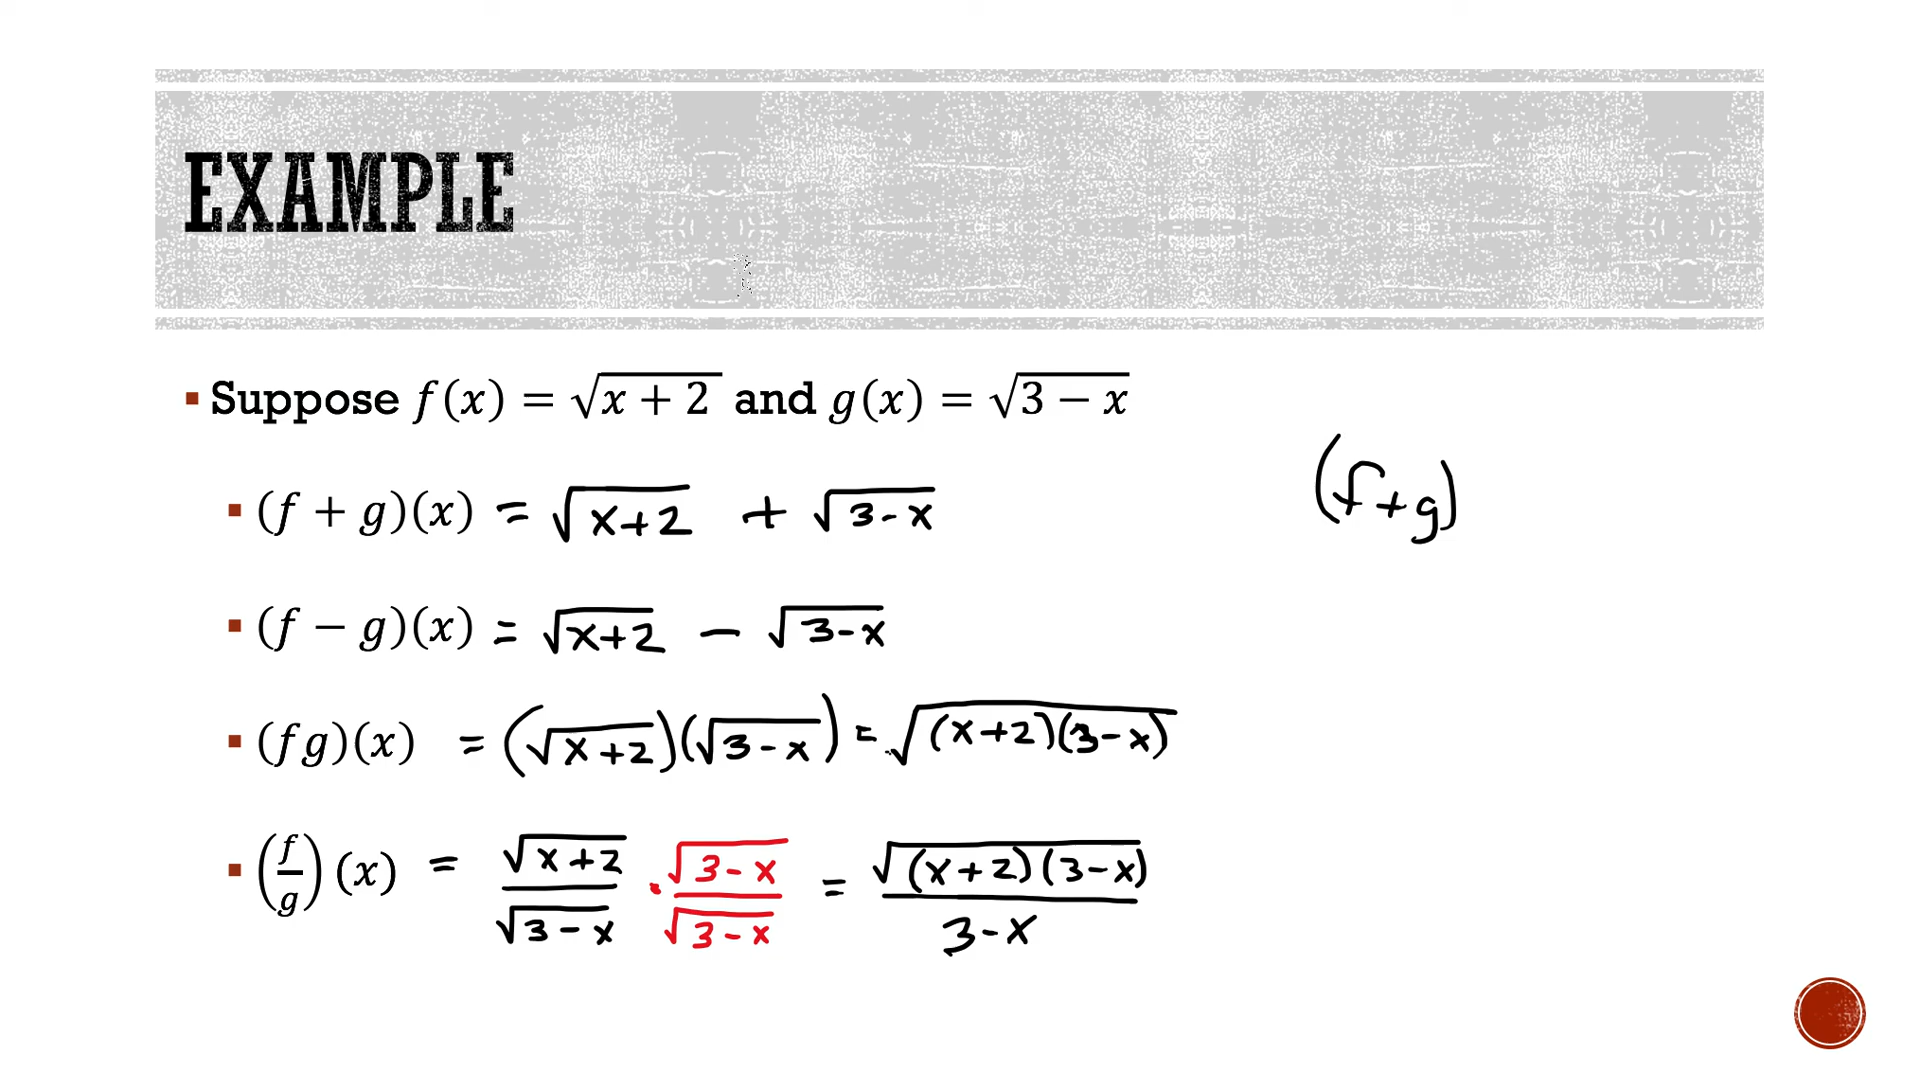 EXAMPLE
▪ Suppose f(x) = √(x + 2) and g(x) = √(3 − x)
(f+g)
▪ (f + g)(x) = √(x+2) + √(3-x)
▪ (f − g)(x) = √(x+2) − √(3-x)
▪ (fg)(x) = (√(x+2))(√(3-x)) = √((x+2)(3-x))
▪ (f/g)(x) = √(x+2)/√(3-x) · √(3-x)/√(3-x) = √((x+2)(3-x))/(3-x)